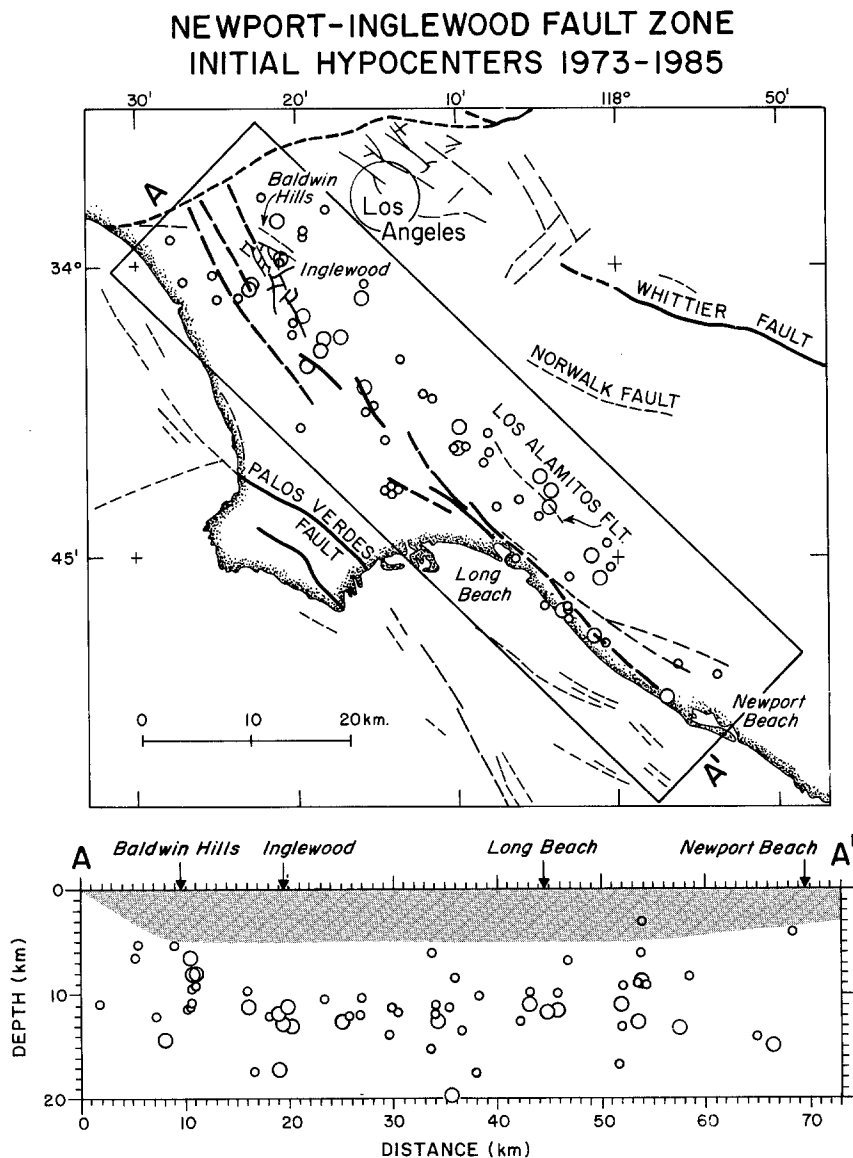 NEWPORT-INGLEWOOD FAULT ZONE
INITIAL HYPOCENTERS 1973-1985
30' 20' 10' 118° 50'
A
Baldwin
Hills
Los
Angeles
34°
Inglewood
WHITTIER FAULT
NORWALK FAULT
LOS ALAMITOS FLT.
PALOS VERDES
FAULT
45'
Long
Beach
0 10 20 km.
Newport
Beach
A'
A Baldwin Hills Inglewood Long Beach Newport Beach A'
0
10
20
DEPTH (km)
0 10 20 30 40 50 60 70
DISTANCE (km)